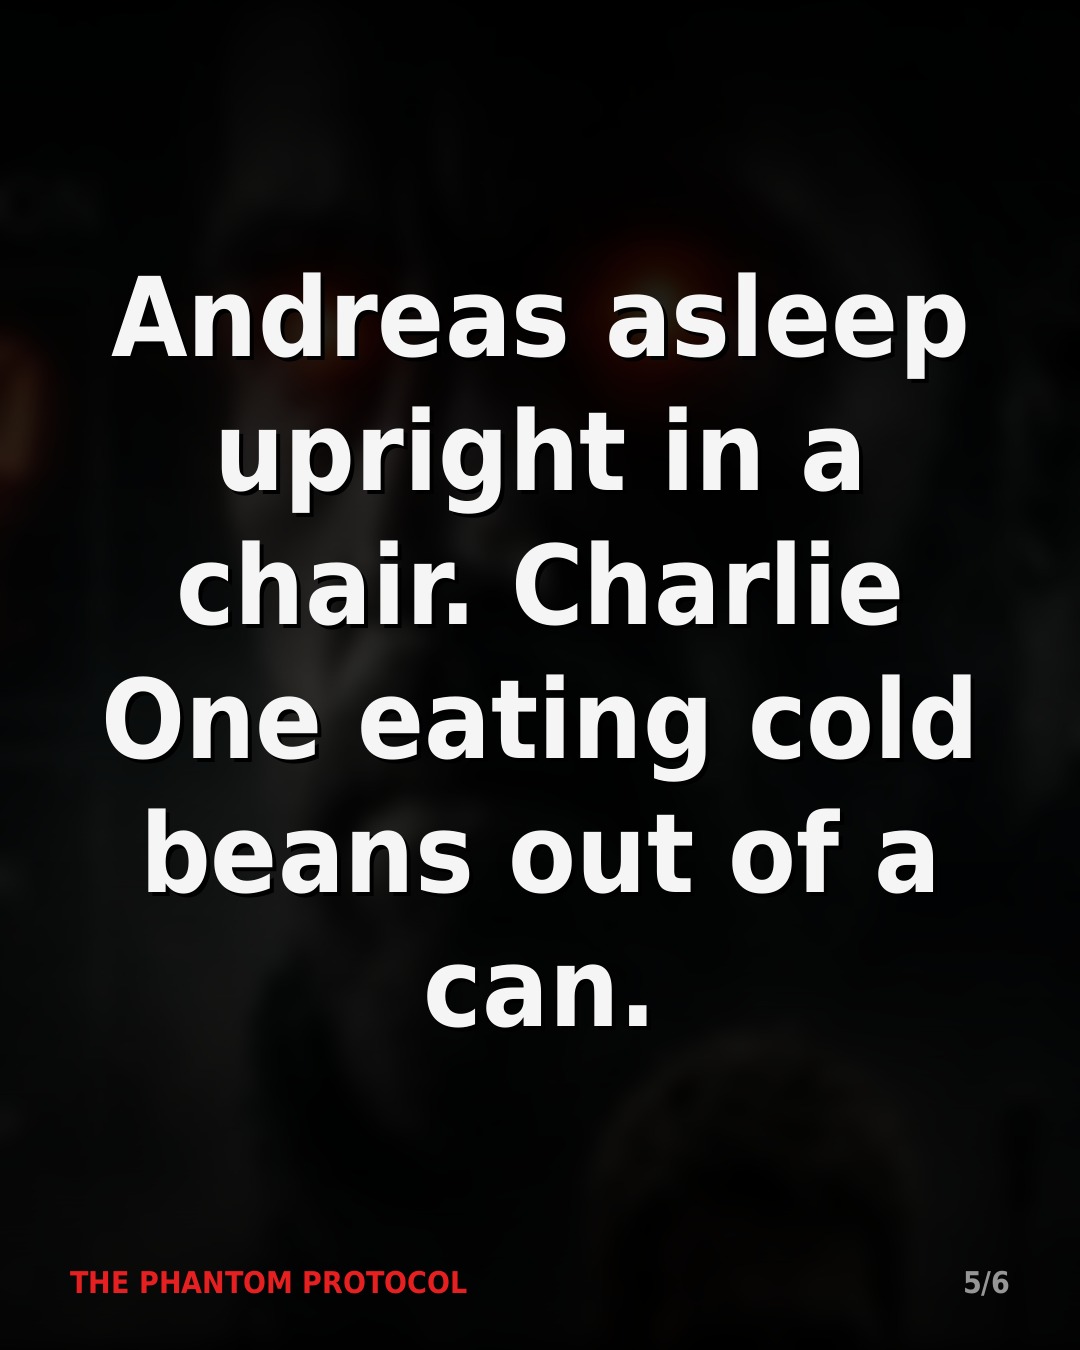 Andreas asleep
upright in a
chair. Charlie
One eating cold
beans out of a
can.
THE PHANTOM PROTOCOL
5/6